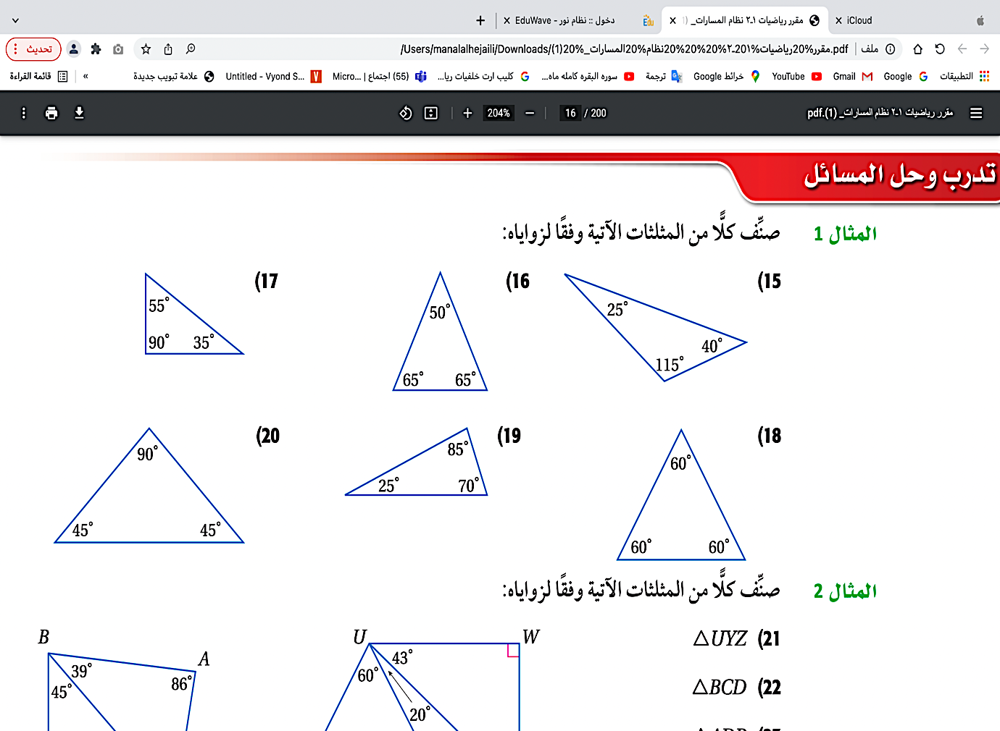 iCloud
مقرر رياضيات ١-٢ نظام المسارات_ (1
دخول :: نظام نور - EduWave
تحديث
ملف
/Users/manalalhejaili/Downloads/(1)20%_المسارات20%نظام20%20%20%٢-٢٠١%رياضيات20%مقرر.pdf
التطبيقات
Google
Gmail
YouTube
خرائط Google
ترجمة
سوره البقره كامله ماه...
كليب ارت خلفيات ريا...
(55) اجتماع | Micro...
Untitled - Vyond S...
علامة تبويب جديدة
»
قائمة القراءة
مقرر رياضيات ١-٢ نظام المسارات_ (1).pdf
16 / 200
204%
تدرب وحل المسائل
المثال 1 صنِّف كلًّا من المثلثات الآتية وفقًا لزواياه:
(15
25°
40°
115°
(16
50°
65° 65°
(17
55°
90° 35°
(18
60°
60° 60°
(19
85°
25° 70°
(20
90°
45° 45°
المثال 2 صنِّف كلًّا من المثلثات الآتية وفقًا لزواياه:
△UYZ (21
△BCD (22
U W
43°
60°
20°
B
A
39°
86°
45°